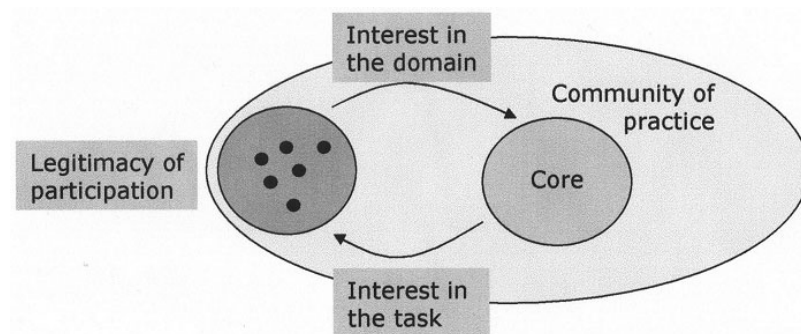 Interest in
the domain
Community of
practice
Legitimacy of
participation
Core
Interest in
the task